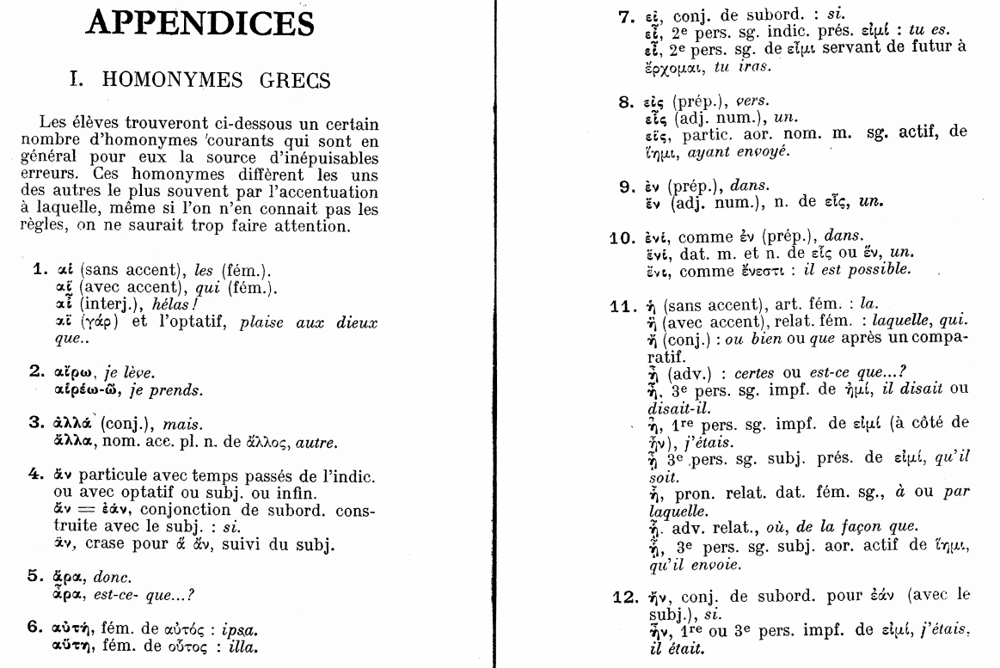 APPENDICES
I. HOMONYMES GRECS
Les élèves trouveront ci-dessous un certain
nombre d'homonymes courants qui sont en
général pour eux la source d'inépuisables
erreurs. Ces homonymes diffèrent les uns
des autres le plus souvent par l'accentuation
à laquelle, même si l'on n'en connait pas les
règles, on ne saurait trop faire attention.
1. αἱ (sans accent), les (fém.).
αἵ (avec accent), qui (fém.).
αἶ (interj.), hélas !
αἴ (γάρ) et l'optatif, plaise aux dieux
que..
2. αἴρω, je lève.
αἱρέω-ῶ, je prends.
3. ἀλλά (conj.), mais.
ἄλλα, nom. acc. pl. n. de ἄλλος, autre.
4. ἄν particule avec temps passés de l'indic.
ou avec optatif ou subj. ou infin.
ἄν = ἐάν, conjonction de subord. cons-
truite avec le subj. : si.
ἅν, crase pour ἅ ἄν, suivi du subj.
5. ἄρα, donc.
ἆρα, est-ce- que...?
6. αὐτή, fém. de αὐτός : ipsa.
αὕτη, fém. de οὗτος : illa.
7. εἰ, conj. de subord. : si.
εἶ, 2e pers. sg. indic. prés. εἰμί : tu es.
εἶ, 2e pers. sg. de εἶμι servant de futur à
ἔρχομαι, tu iras.
8. εἰς (prép.), vers.
εἷς (adj. num.), un.
εἵς, partic. aor. nom. m. sg. actif, de
ἵημι, ayant envoyé.
9. ἐν (prép.), dans.
ἕν (adj. num.), n. de εἷς, un.
10. ἐνί, comme ἐν (prép.), dans.
ἑνί, dat. m. et n. de εἷς ou ἕν, un.
ἔνι, comme ἔνεστι : il est possible.
11. ἡ (sans accent), art. fém. : la.
ἥ (avec accent), relat. fém. : laquelle, qui.
ἤ (conj.) : ou bien ou que après un compa-
ratif.
ἦ (adv.) : certes ou est-ce que...?
ἦ, 3e pers. sg. impf. de ἠμί, il disait ou
disait-il.
ἦ, 1re pers. sg. impf. de εἰμί (à côté de
ἦν), j'étais.
ᾖ 3e pers. sg. subj. prés. de εἰμί, qu'il
soit.
ᾗ, pron. relat. dat. fém. sg., à ou par
laquelle.
ᾗ. adv. relat., où, de la façon que.
ᾗ, 3e pers. sg. subj. aor. actif de ἵημι,
qu'il envoie.
12. ἤν, conj. de subord. pour ἐάν (avec le
subj.), si.
ἦν, 1re ou 3e pers. impf. de εἰμί, j'étais,
il était.